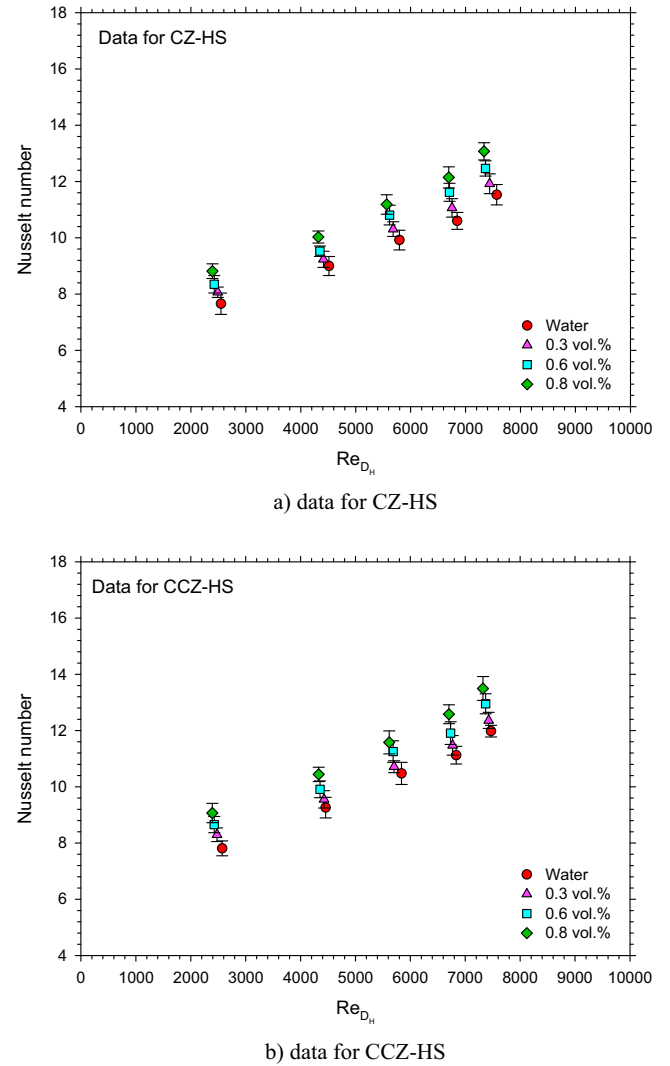 18
Data for CZ-HS
16
14
12
10
8
6
4
Nusselt number
Water
0.3 vol.%
0.6 vol.%
0.8 vol.%
0 1000 2000 3000 4000 5000 6000 7000 8000 9000 10000
Re_{D_H}
a) data for CZ-HS
18
Data for CCZ-HS
16
14
12
10
8
6
4
Nusselt number
Water
0.3 vol.%
0.6 vol.%
0.8 vol.%
0 1000 2000 3000 4000 5000 6000 7000 8000 9000 10000
Re_{D_H}
b) data for CCZ-HS